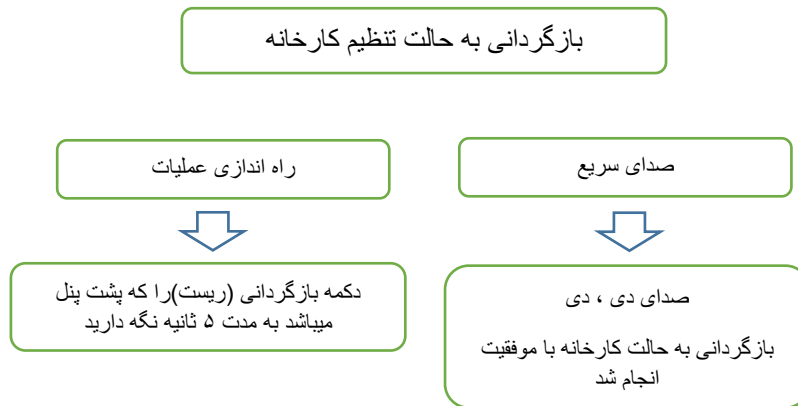 بازگردانی به حالت تنظیم کارخانه
صدای سریع
راه اندازی عملیات
صدای دی ، دی
بازگردانی به حالت کارخانه با موفقیت
انجام شد
دکمه بازگردانی (ریست)را که پشت پنل
میباشد به مدت ۵ ثانیه نگه دارید